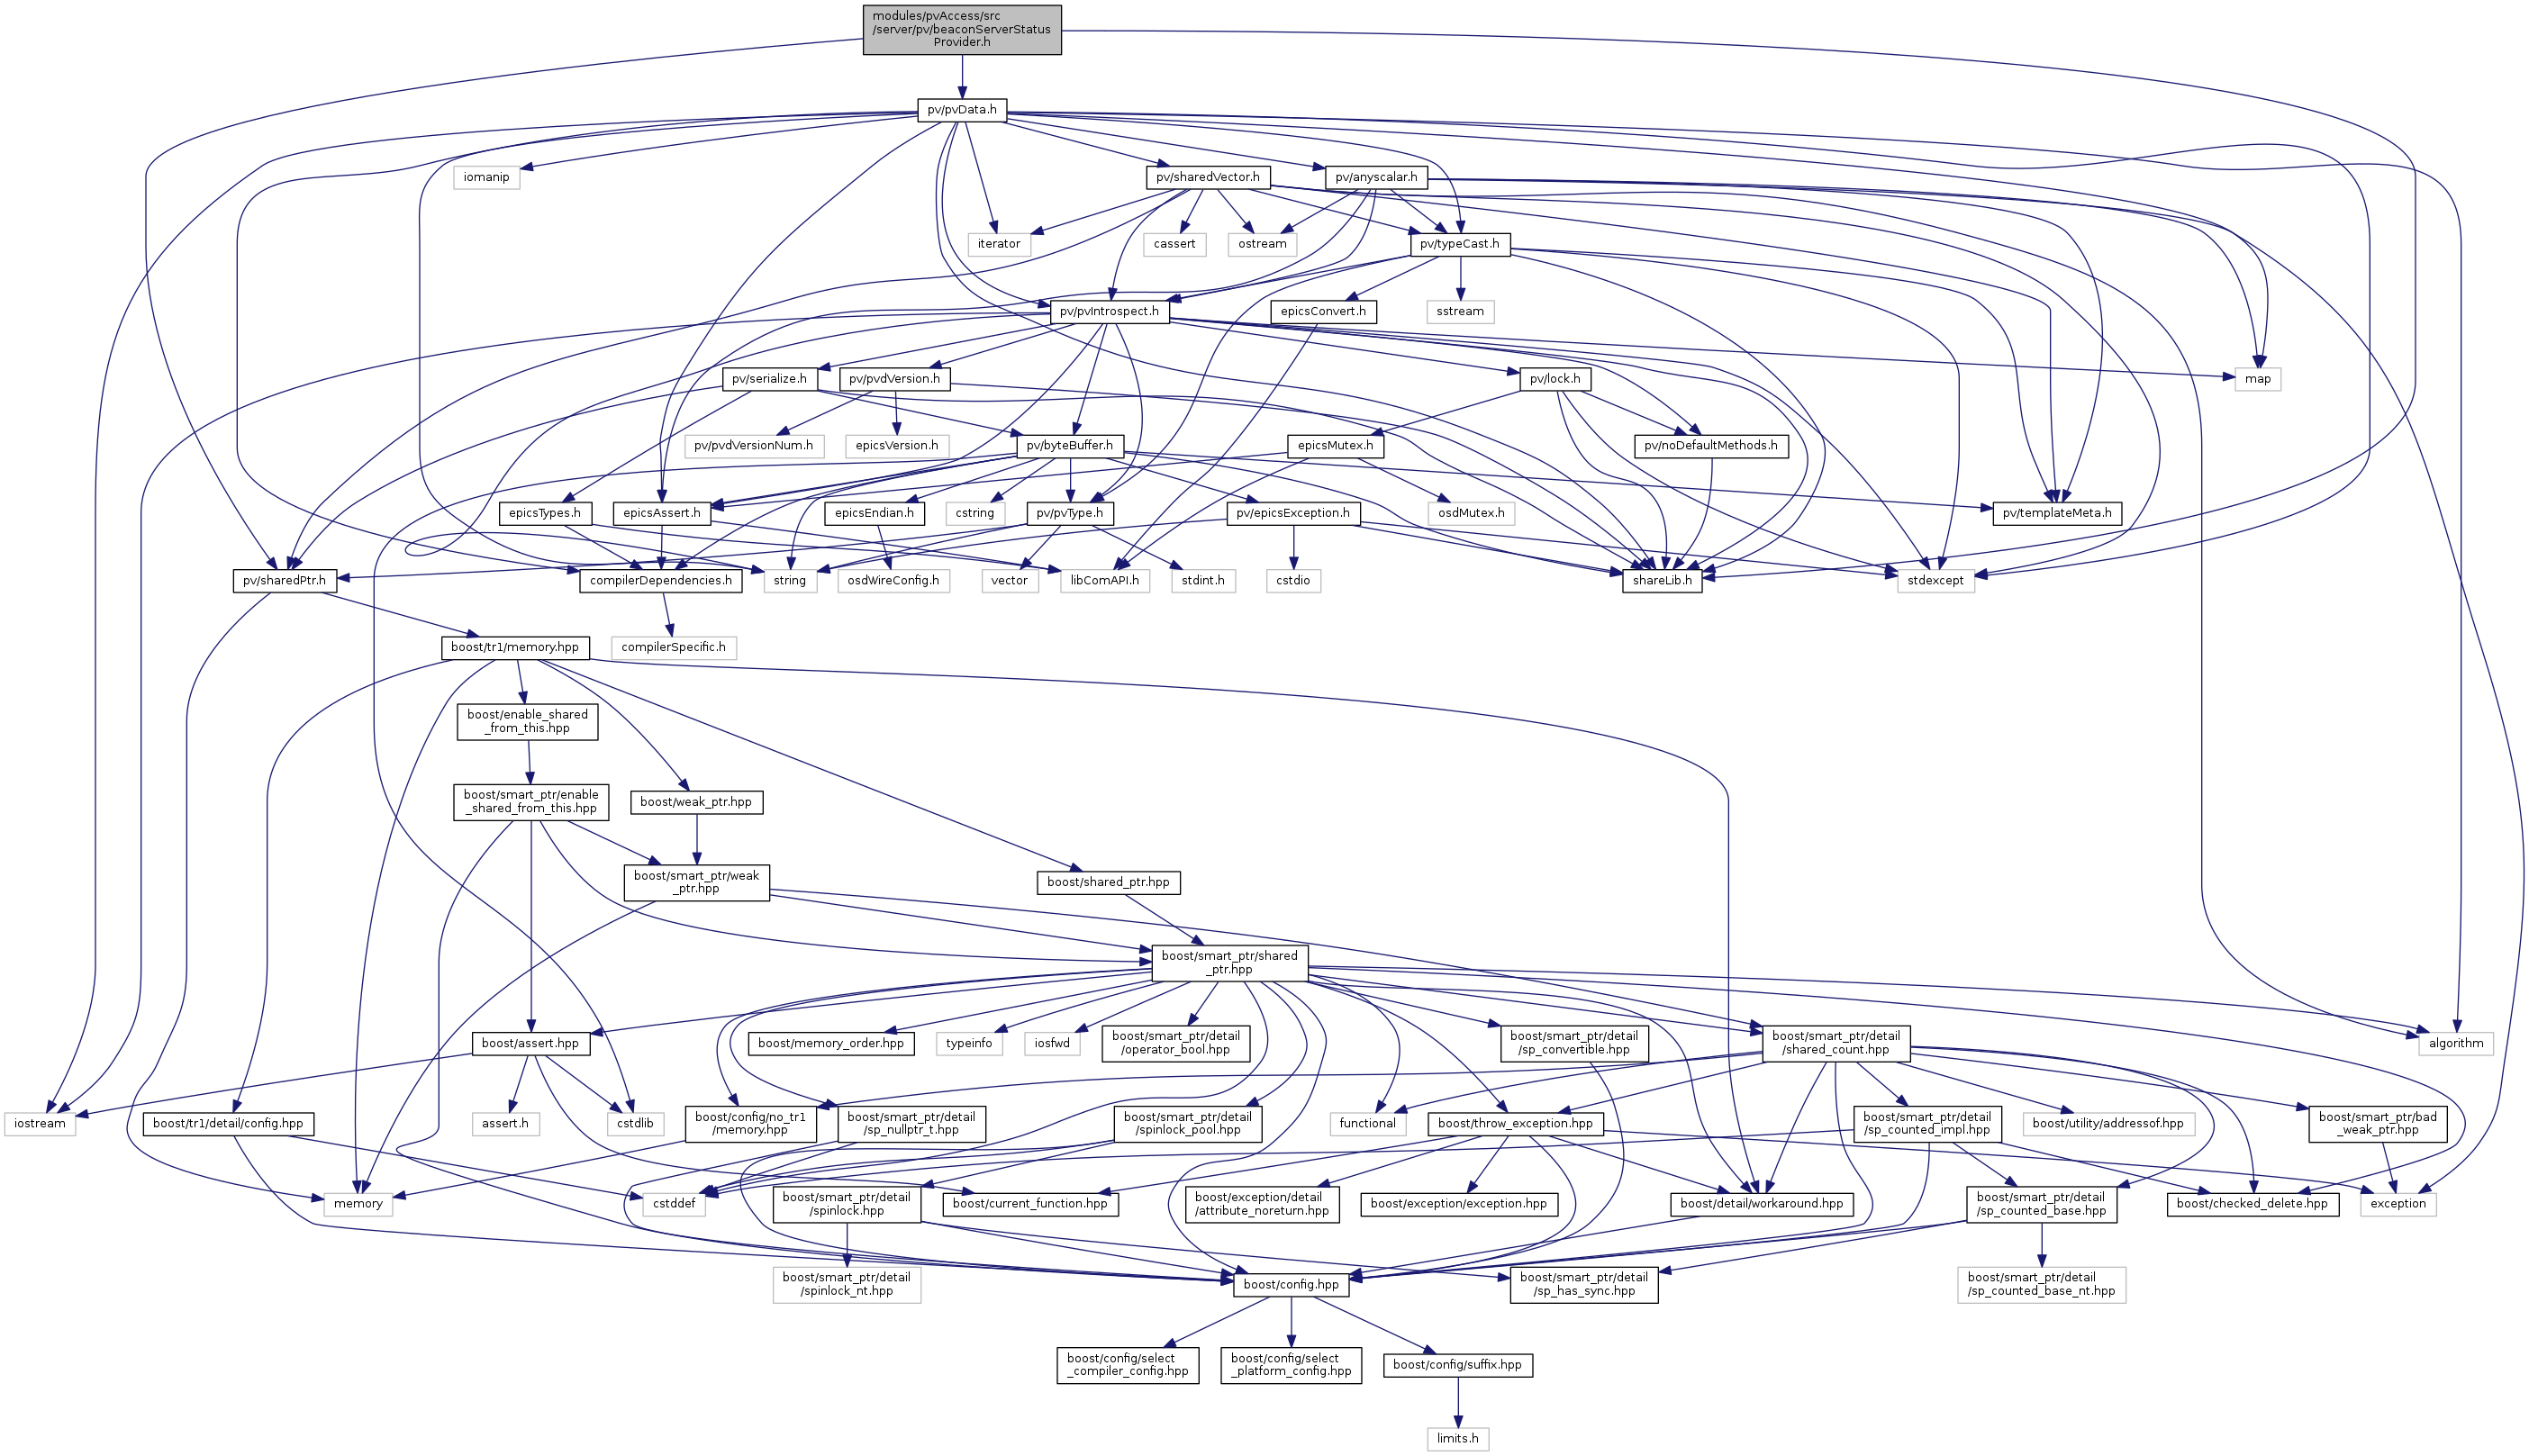 modules/pvAccess/src
/server/pv/beaconServerStatus
Provider.h
pv/pvData.h
iomanip
pv/sharedVector.h
pv/anyscalar.h
iterator
cassert
ostream
pv/typeCast.h
pv/pvIntrospect.h
epicsConvert.h
sstream
pv/serialize.h
pv/pvdVersion.h
pv/lock.h
map
pv/pvdVersionNum.h
epicsVersion.h
pv/byteBuffer.h
epicsMutex.h
pv/noDefaultMethods.h
epicsTypes.h
epicsAssert.h
epicsEndian.h
cstring
pv/pvType.h
pv/epicsException.h
osdMutex.h
pv/templateMeta.h
pv/sharedPtr.h
compilerDependencies.h
string
osdWireConfig.h
vector
libComAPI.h
stdint.h
cstdio
shareLib.h
stdexcept
boost/tr1/memory.hpp
compilerSpecific.h
boost/enable_shared
_from_this.hpp
boost/smart_ptr/enable
_shared_from_this.hpp
boost/weak_ptr.hpp
boost/smart_ptr/weak
_ptr.hpp
boost/shared_ptr.hpp
boost/smart_ptr/shared
_ptr.hpp
boost/assert.hpp
boost/memory_order.hpp
typeinfo
iosfwd
boost/smart_ptr/detail
/operator_bool.hpp
boost/smart_ptr/detail
/sp_convertible.hpp
boost/smart_ptr/detail
/shared_count.hpp
algorithm
iostream
boost/tr1/detail/config.hpp
assert.h
cstdlib
boost/config/no_tr1
/memory.hpp
boost/smart_ptr/detail
/sp_nullptr_t.hpp
boost/smart_ptr/detail
/spinlock_pool.hpp
functional
boost/throw_exception.hpp
boost/smart_ptr/detail
/sp_counted_impl.hpp
boost/utility/addressof.hpp
boost/smart_ptr/bad
_weak_ptr.hpp
memory
cstddef
boost/smart_ptr/detail
/spinlock.hpp
boost/current_function.hpp
boost/exception/detail
/attribute_noreturn.hpp
boost/exception/exception.hpp
boost/detail/workaround.hpp
boost/smart_ptr/detail
/sp_counted_base.hpp
boost/checked_delete.hpp
exception
boost/smart_ptr/detail
/spinlock_nt.hpp
boost/config.hpp
boost/smart_ptr/detail
/sp_has_sync.hpp
boost/smart_ptr/detail
/sp_counted_base_nt.hpp
boost/config/select
_compiler_config.hpp
boost/config/select
_platform_config.hpp
boost/config/suffix.hpp
limits.h